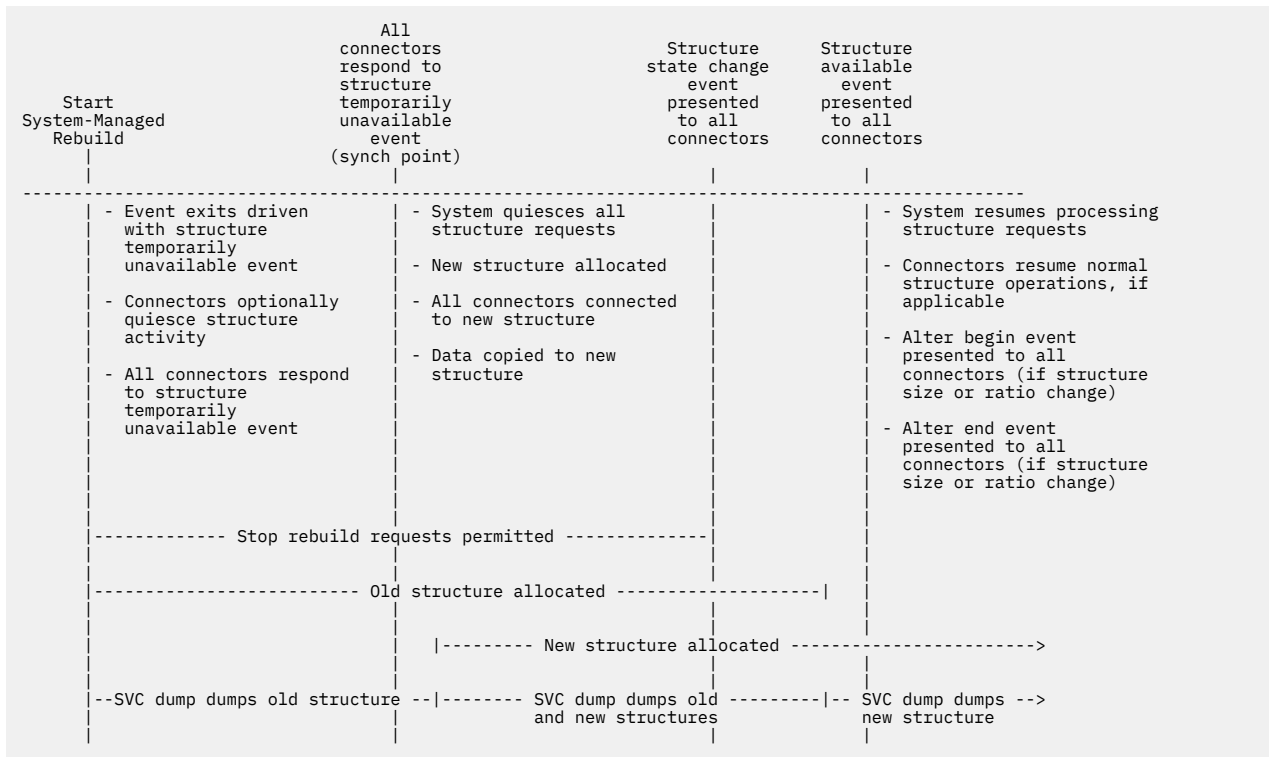 All
connectors Structure Structure
respond to state change available
structure event event
Start temporarily presented presented
System-Managed unavailable to all to all
Rebuild event connectors connectors
(synch point)
- Event exits driven - System quiesces all - System resumes processing
with structure structure requests structure requests
temporarily
unavailable event - New structure allocated - Connectors resume normal
structure operations, if
- Connectors optionally - All connectors connected applicable
quiesce structure to new structure
activity - Alter begin event
- Data copied to new presented to all
- All connectors respond structure connectors (if structure
to structure size or ratio change)
temporarily
unavailable event - Alter end event
presented to all
connectors (if structure
size or ratio change)
|------------- Stop rebuild requests permitted --------------|
|-------------------------- Old structure allocated --------------------|
|--------- New structure allocated ------------------------>
|--SVC dump dumps old structure --|-------- SVC dump dumps old ---------|-- SVC dump dumps -->
and new structures new structure